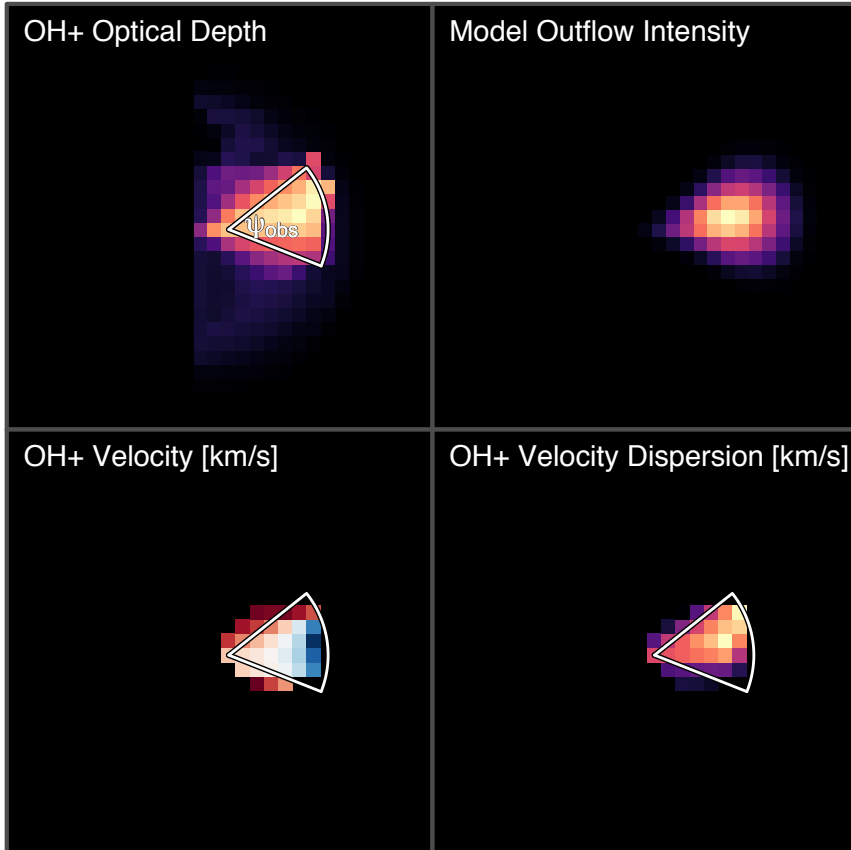 OH+ Optical Depth
Model Outflow Intensity
ψobs
OH+ Velocity [km/s]
OH+ Velocity Dispersion [km/s]